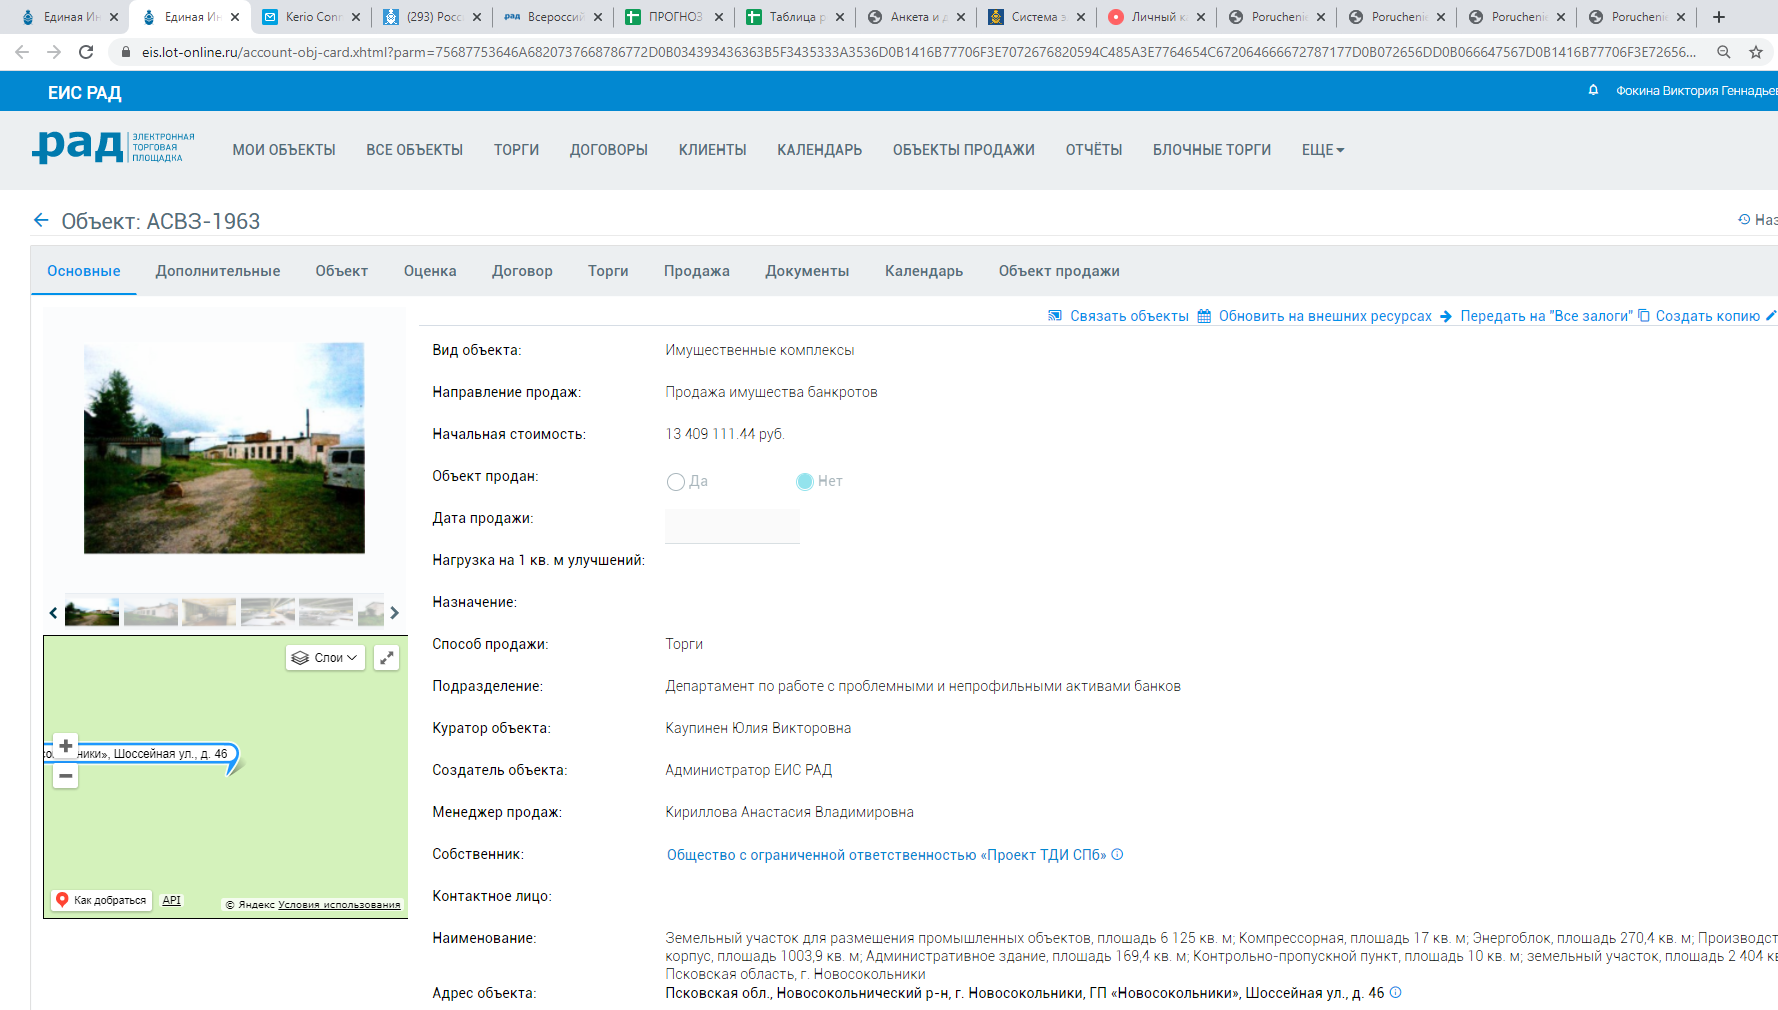 Единая Ин
Единая Ин
Kerio Conn
(293) Росс
Всероссий
ПРОГНОЗ
Таблица р
Анкета и д
Система э
Личный к
Poruchenie
Poruchenie
Poruchenie
Poruchenie
eis.lot-online.ru/account-obj-card.xhtml?parm=75687753646A6820737668786772D0B034393436363B5F3435333A3536D0B1416B77706F3E7072676820594C485A3E7764654C672064666672787177D0B072656DD0B066647567D0B1416B77706F3E72656...
ЕИС РАД
Фокина Виктория Геннадьев
рад ЭЛЕКТРОННАЯ
ТОРГОВАЯ
ПЛОЩАДКА
МОИ ОБЪЕКТЫ ВСЕ ОБЪЕКТЫ ТОРГИ ДОГОВОРЫ КЛИЕНТЫ КАЛЕНДАРЬ ОБЪЕКТЫ ПРОДАЖИ ОТЧЁТЫ БЛОЧНЫЕ ТОРГИ ЕЩЕ
Объект: АСВЗ-1963
Наз
Основные Дополнительные Объект Оценка Договор Торги Продажа Документы Календарь Объект продажи
Связать объекты Обновить на внешних ресурсах Передать на "Все залоги" Создать копию
Вид объекта: Имущественные комплексы
Направление продаж: Продажа имущества банкротов
Начальная стоимость: 13 409 111.44 руб.
Объект продан: Да Нет
Дата продажи:
Нагрузка на 1 кв. м улучшений:
Назначение:
Способ продажи: Торги
Подразделение: Департамент по работе с проблемными и непрофильными активами банков
Куратор объекта: Каупинен Юлия Викторовна
Создатель объекта: Администратор ЕИС РАД
Менеджер продаж: Кириллова Анастасия Владимировна
Собственник: Общество с ограниченной ответственностью «Проект ТДИ СПб»
Контактное лицо:
Наименование: Земельный участок для размещения промышленных объектов, площадь 6 125 кв. м; Компрессорная, площадь 17 кв. м; Энергоблок, площадь 270,4 кв. м; Производст
корпус, площадь 1003,9 кв. м; Административное здание, площадь 169,4 кв. м; Контрольно-пропускной пункт, площадь 10 кв. м; земельный участок, площадь 2 404 кв
Псковская область, г. Новосокольники
Адрес объекта: Псковская обл., Новосокольнический р-н, г. Новосокольники, ГП «Новосокольники», Шоссейная ул., д. 46
Слои
ники», Шоссейная ул., д. 46
Как добраться API © Яндекс Условия использования